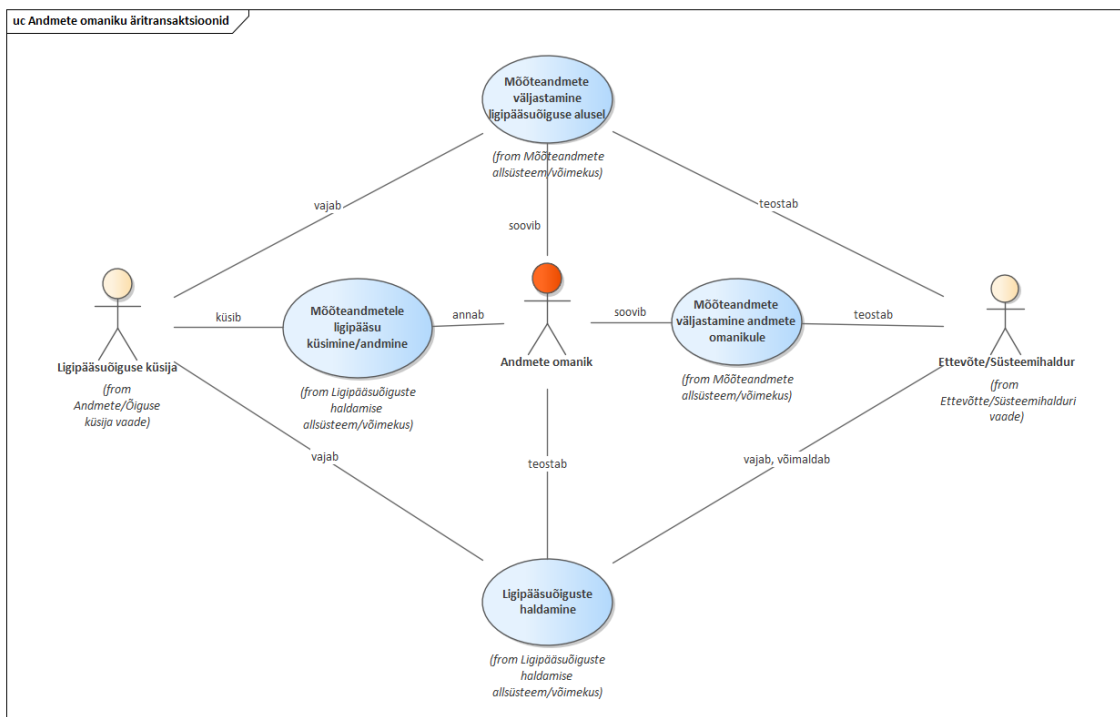 uc Andmete omaniku äritransaktsioonid
Mõõteandmete
väljastamine
ligipääsuõiguse alusel
(from Mõõteandmete
allsüsteem/võimekus)
vajab
teostab
soovib
Mõõteandmetele
ligipääsu
küsimine/andmine
(from Ligipääsuõiguste
haldamise
allsüsteem/võimekus)
küsib
annab
soovib
teostab
Mõõteandmete
väljastamine andmete
omanikule
(from Mõõteandmete
allsüsteem/võimekus)
Ligipääsuõiguse küsija
(from
Andmete/Õiguse
küsija vaade)
Andmete omanik
Ettevõte/Süsteemihaldur
(from
Ettevõtte/Süsteemihalduri
vaade)
vajab
teostab
vajab, võimaldab
Ligipääsuõiguste
haldamine
(from Ligipääsuõiguste
haldamise
allsüsteem/võimekus)